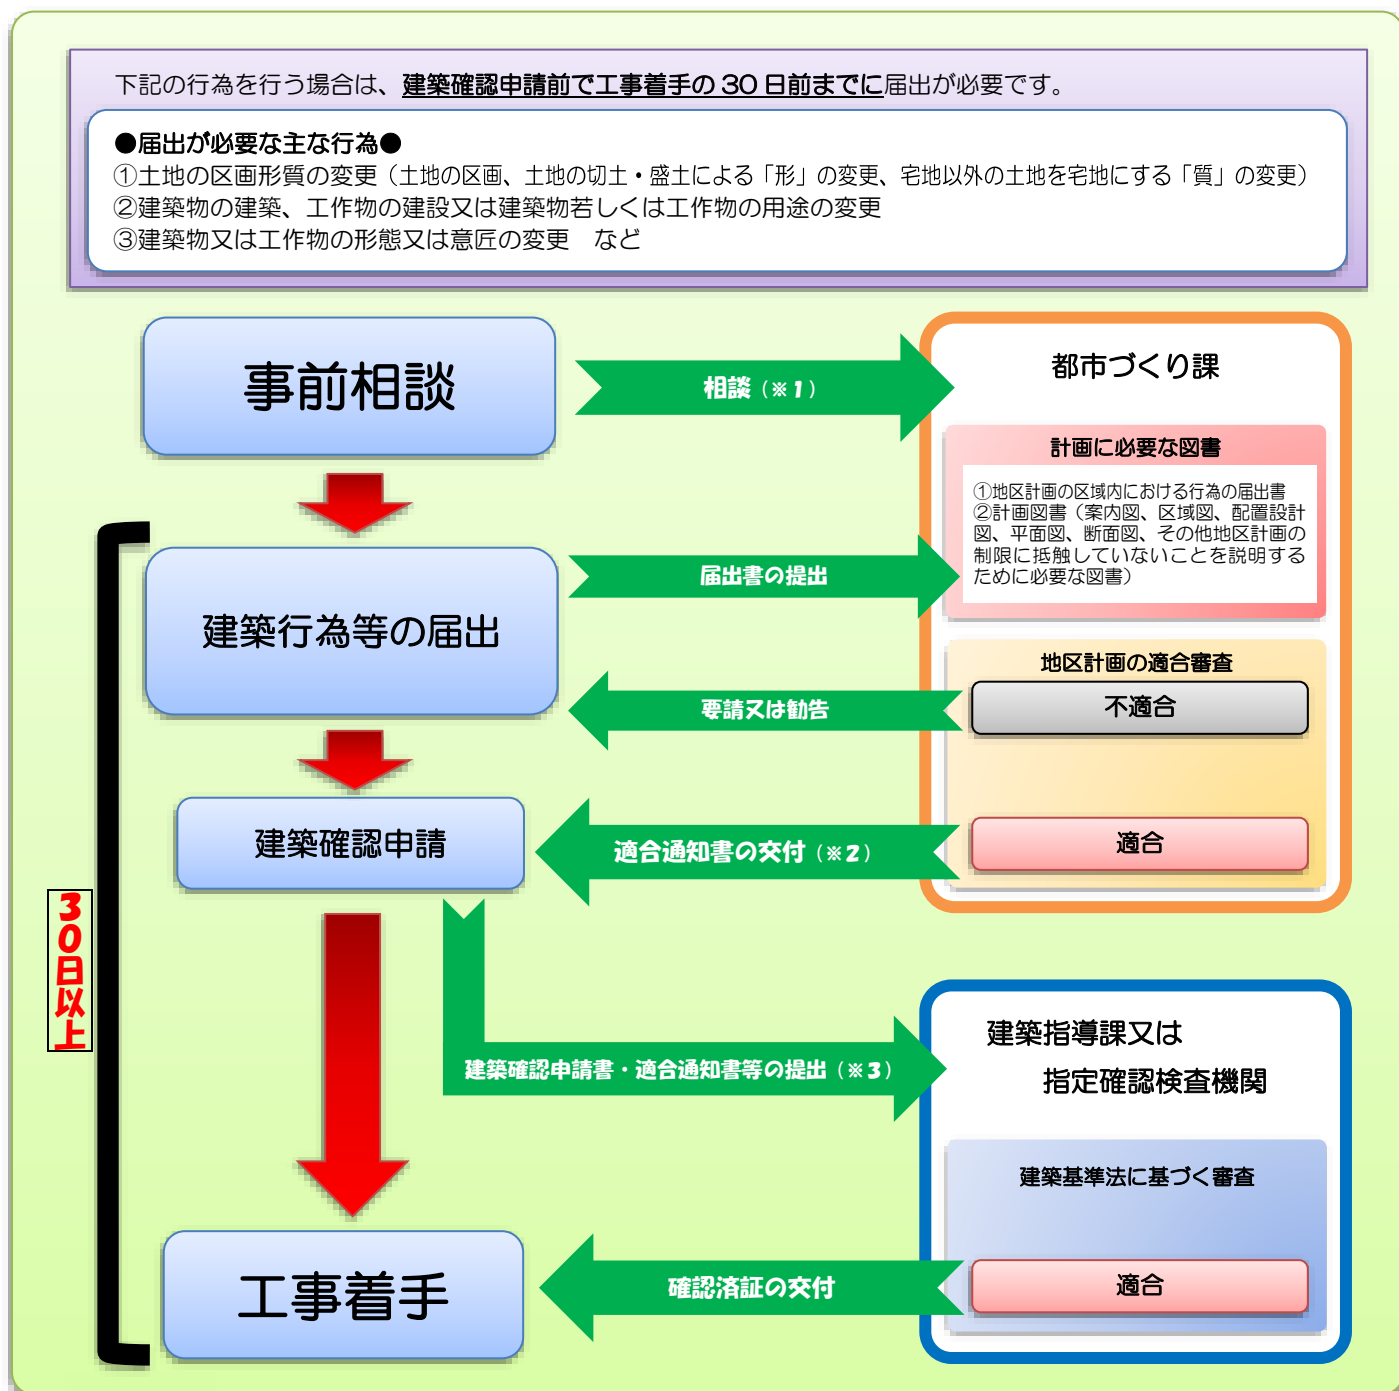 下記の行為を行う場合は、建築確認申請前で工事着手の 30 日前までに届出が必要です。
●届出が必要な主な行為●
①土地の区画形質の変更（土地の区画、土地の切土・盛土による「形」の変更、宅地以外の土地を宅地にする「質」の変更）
②建築物の建築、工作物の建設又は建築物若しくは工作物の用途の変更
③建築物又は工作物の形態又は意匠の変更　など
事前相談
相談（※1）
都市づくり課
計画に必要な図書
①地区計画の区域内における行為の届出書
②計画図書（案内図、区域図、配置設計
図、平面図、断面図、その他地区計画の
制限に抵触していないことを説明する
ために必要な図書）
建築行為等の届出
届出書の提出
地区計画の適合審査
要請又は勧告
不適合
建築確認申請
適合通知書の交付（※2）
適合
30日以上
建築確認申請書・適合通知書等の提出（※3）
建築指導課又は
指定確認検査機関
建築基準法に基づく審査
工事着手
確認済証の交付
適合